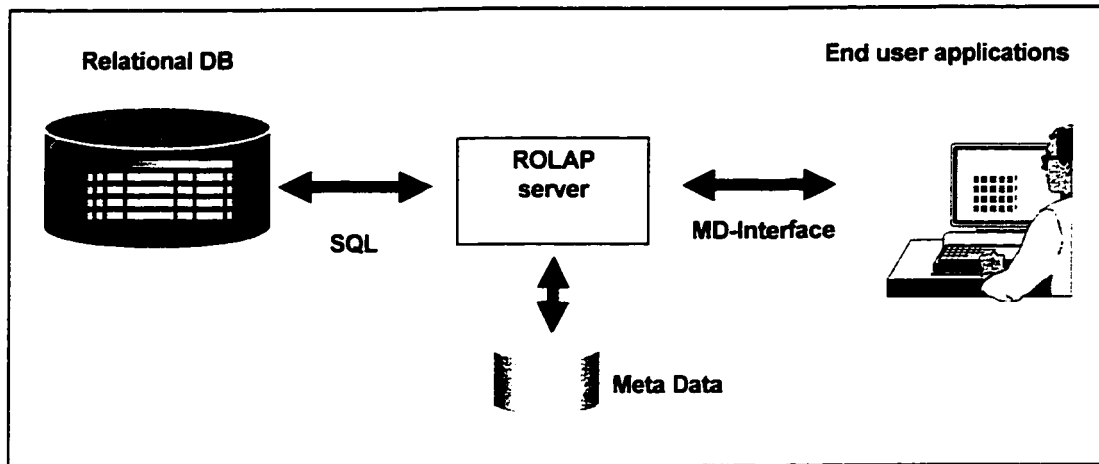 Relational DB
End user applications
ROLAP
server
SQL
MD-Interface
Meta Data